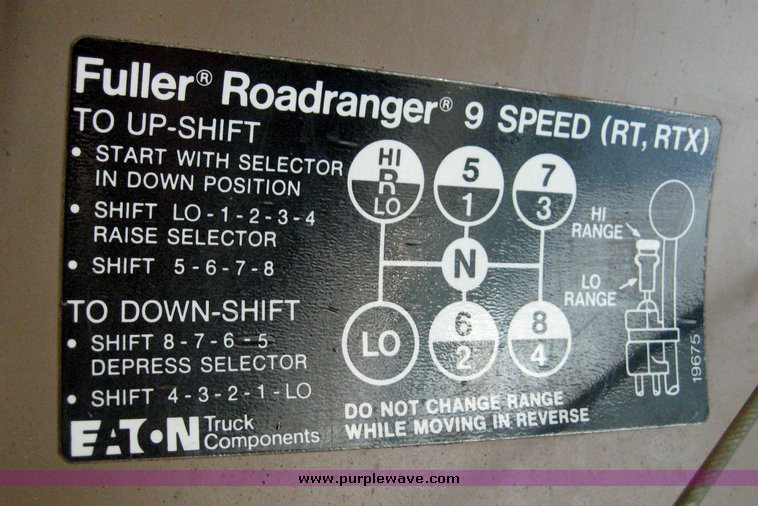 Fuller® Roadranger® 9 SPEED (RT, RTX)
TO UP-SHIFT
• START WITH SELECTOR
IN DOWN POSITION
• SHIFT LO-1-2-3-4
RAISE SELECTOR
• SHIFT 5-6-7-8
TO DOWN-SHIFT
• SHIFT 8-7-6-5
DEPRESS SELECTOR
• SHIFT 4-3-2-1-LO
EATON Truck
Components
HI
R
LO
5
1
7
3
N
LO
6
2
8
4
HI
RANGE
LO
RANGE
19675
DO NOT CHANGE RANGE
WHILE MOVING IN REVERSE
www.purplewave.com